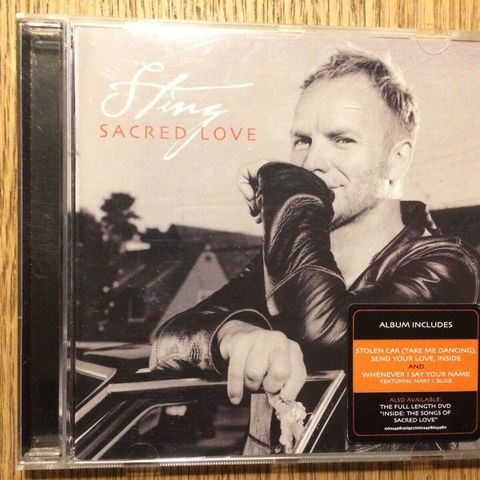 Sting
SACRED LOVE
ALBUM INCLUDES
STOLEN CAR (TAKE ME DANCING),
SEND YOUR LOVE, INSIDE
AND
WHENEVER I SAY YOUR NAME
FEATURING MARY J. BLIGE
ALSO AVAILABLE:
THE FULL LENGTH DVD
"INSIDE: THE SONGS OF
SACRED LOVE"